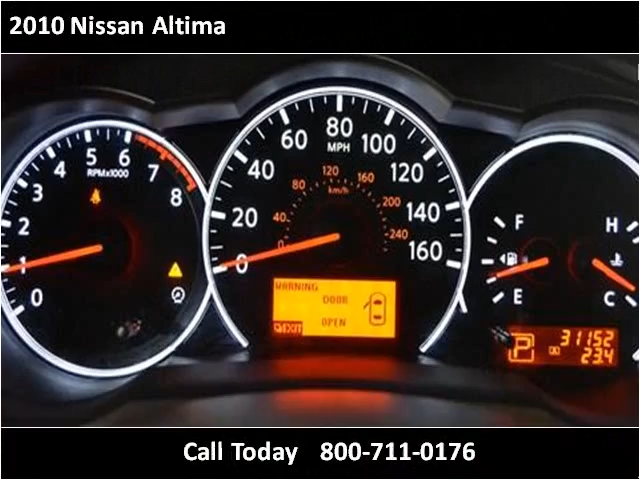 2010 Nissan Altima
0 1 2 3 4 5 6 7 8
RPMX1000
0 20 40 60 80 100 120 140 160
MPH
0 40 80 120 160 200 240
km/h
WARNING
DOOR
OPEN
EXIT
F
E
H
C
P
31152
23.4
Call Today 800-711-0176